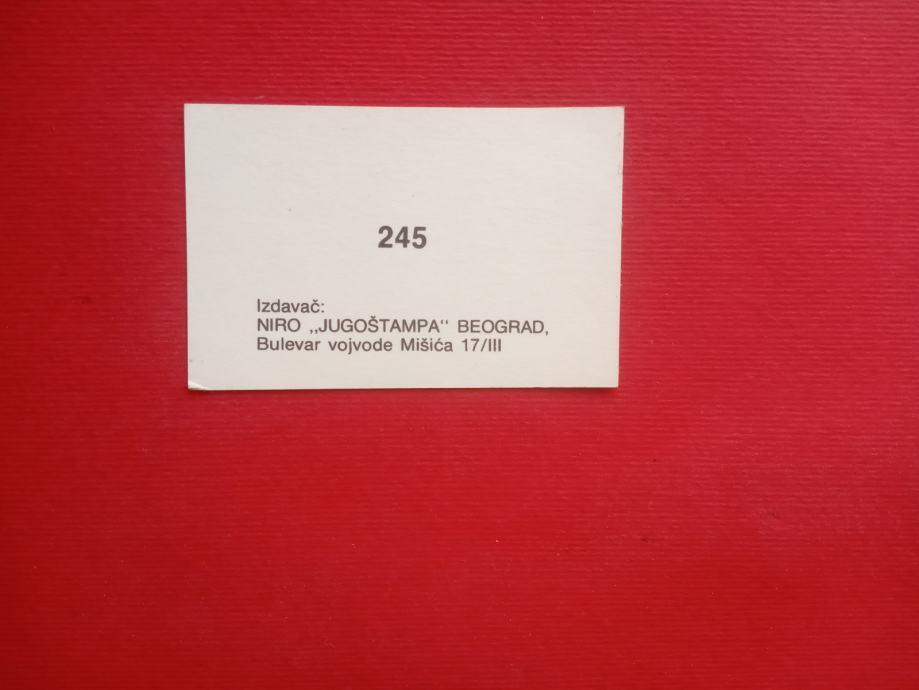 245
Izdavač:
NIRO ,,JUGOŠTAMPA“ BEOGRAD,
Bulevar vojvode Mišića 17/III